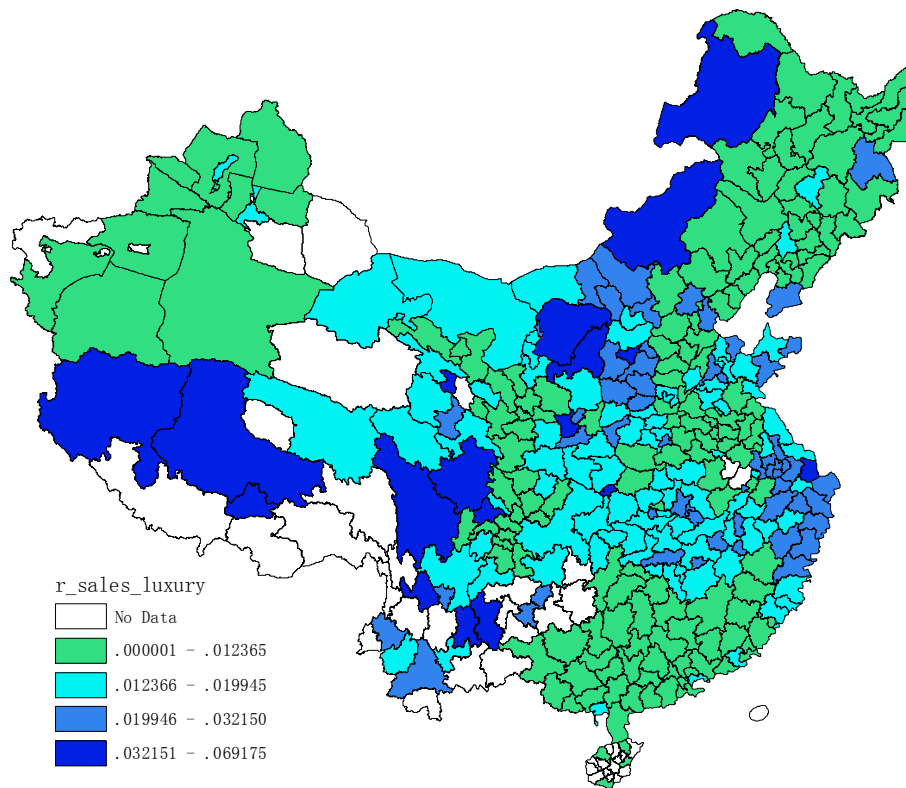 r_sales_luxury
No Data
.000001 - .012365
.012366 - .019945
.019946 - .032150
.032151 - .069175